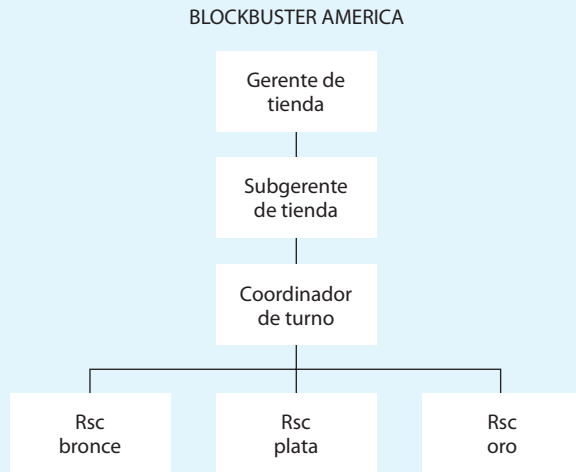 BLOCKBUSTER AMERICA
Gerente de
tienda
Subgerente
de tienda
Coordinador
de turno
Rsc
bronce
Rsc
plata
Rsc
oro